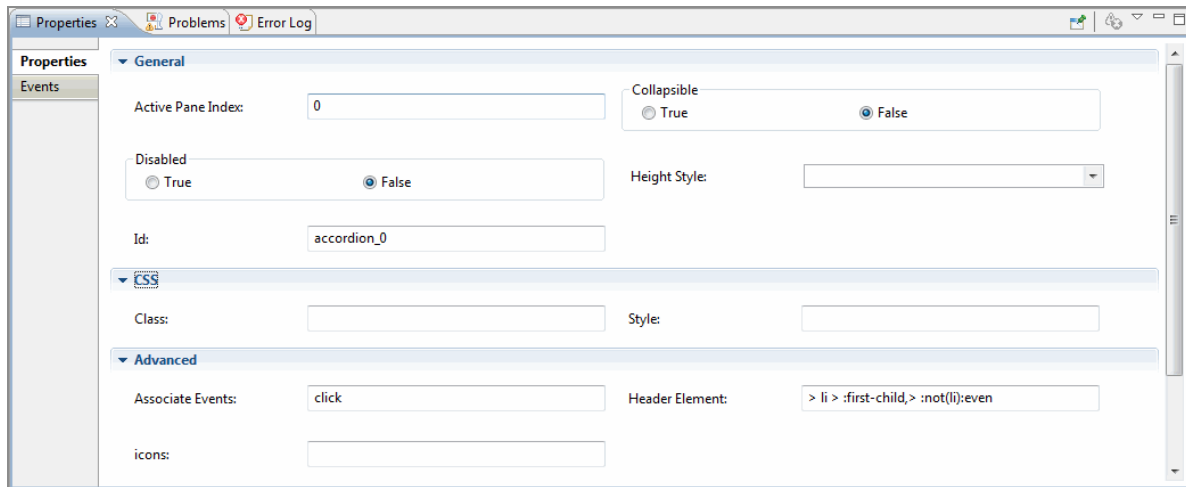 Properties Problems Error Log
Properties
Events
General
Active Pane Index: 0
Collapsible
True False
Disabled
True False
Height Style:
Id: accordion_0
CSS
Class: Style:
Advanced
Associate Events: click Header Element: > li > :first-child,> :not(li):even
icons: